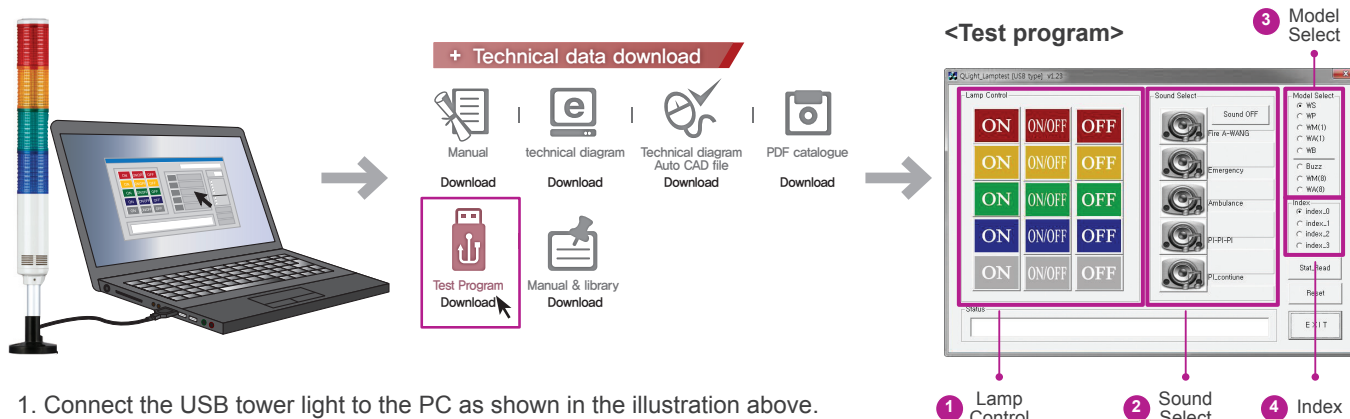 + Technical data download
Manual
Download
technical diagram
Download
Technical diagram
Auto CAD file
Download
PDF catalogue
Download
Test Program
Download
Manual & library
Download
<Test program>
3 Model
Select
QLight_Lamptest [USB type] v1.23
Lamp Control
ON ON/OFF OFF
ON ON/OFF OFF
ON ON/OFF OFF
ON ON/OFF OFF
ON ON/OFF OFF
Sound Select
Sound OFF
Fire A-WANG
Emergency
Ambulance
PI-PI-PI
PI_contiune
Model Select
WS
WP
WM(1)
WA(1)
WB
Buzz
WM(8)
WA(8)
Index
index_0
index_1
index_2
index_3
Stat_Read
Reset
EXIT
Status
1 Lamp
Control
2 Sound
Select
4 Index
1. Connect the USB tower light to the PC as shown in the illustration above.